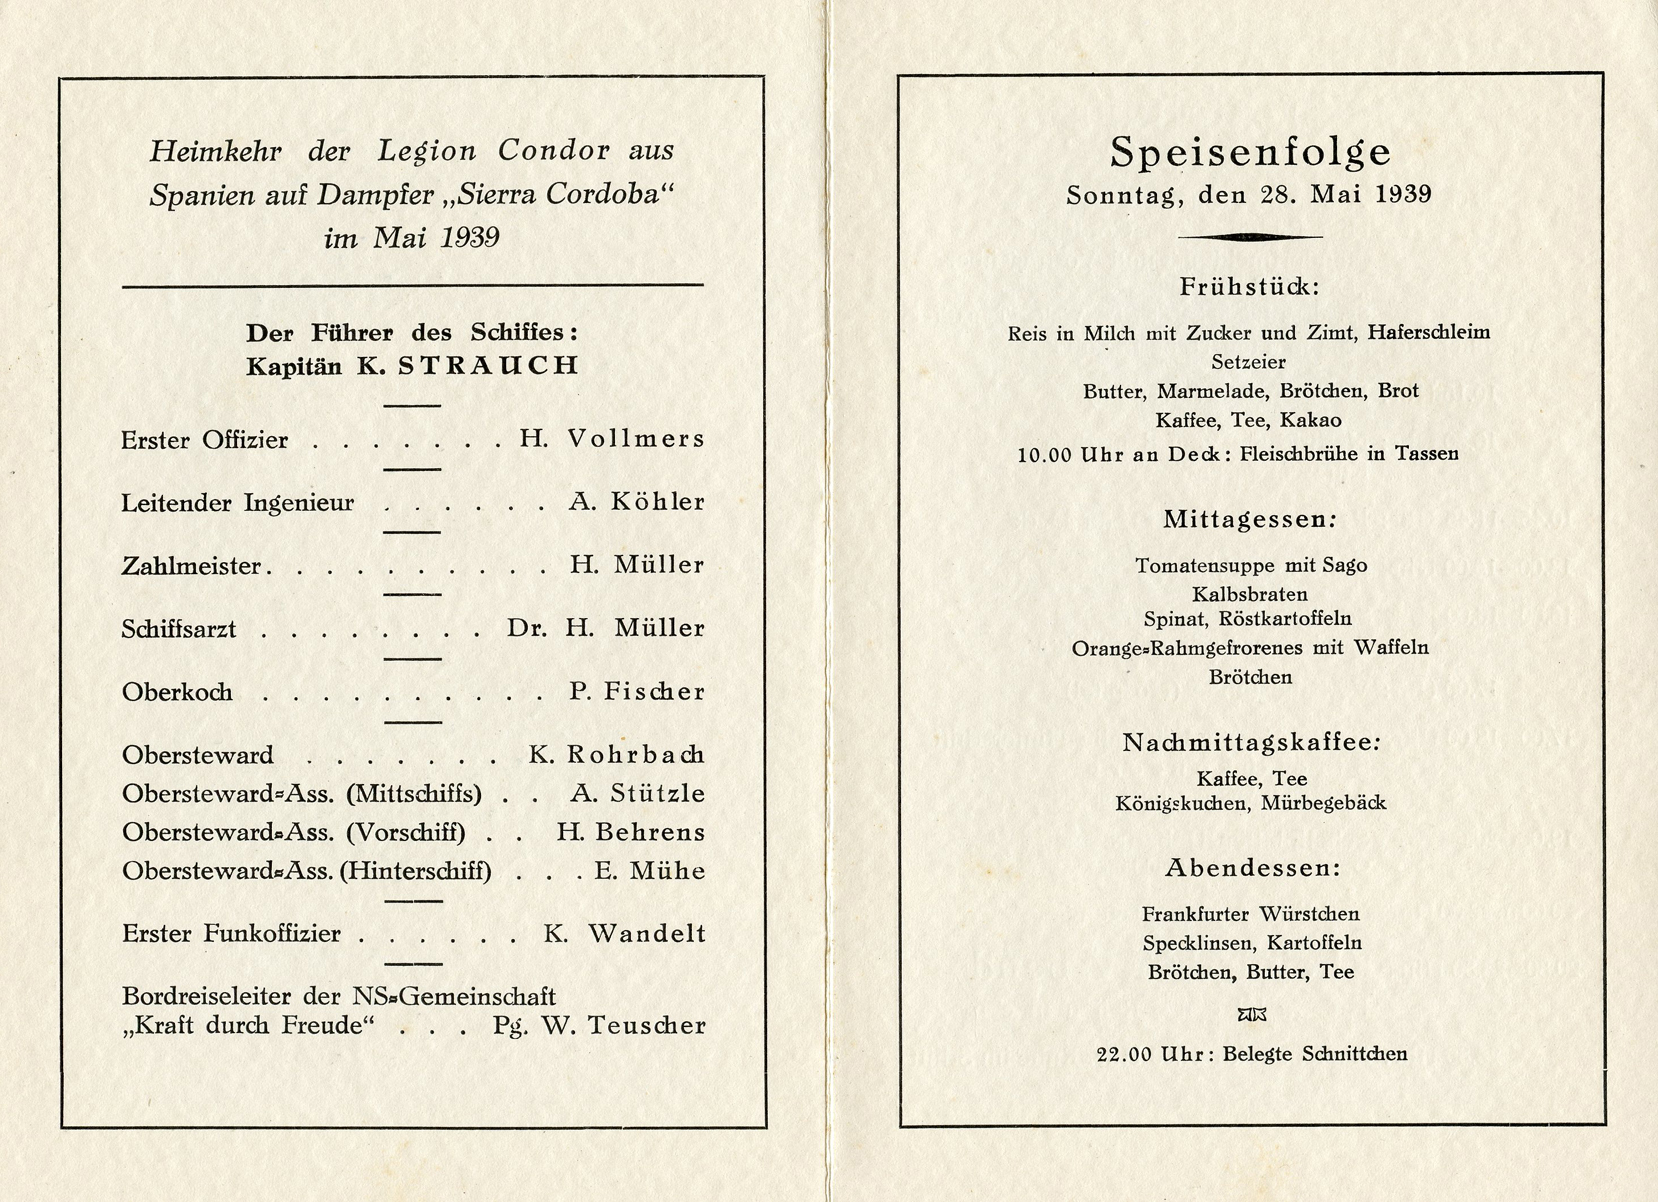 Heimkehr der Legion Condor aus
Spanien auf Dampfer „Sierra Cordoba“
im Mai 1939
Der Führer des Schiffes:
Kapitän K. STRAUCH
Erster Offizier . . . . . . . H. Vollmers
Leitender Ingenieur . . . . . . A. Köhler
Zahlmeister. . . . . . . . . . H. Müller
Schiffsarzt . . . . . . . . Dr. H. Müller
Oberkoch . . . . . . . . . . P. Fischer
Obersteward . . . . . . . K. Rohrbach
Obersteward=Ass. (Mittschiffs) . . A. Stützle
Obersteward=Ass. (Vorschiff) . . H. Behrens
Obersteward=Ass. (Hinterschiff) . . . E. Mühe
Erster Funkoffizier . . . . . . K. Wandelt
Bordreiseleiter der NS=Gemeinschaft
„Kraft durch Freude“ . . . Pg. W. Teuscher
Speisenfolge
Sonntag, den 28. Mai 1939
Frühstück:
Reis in Milch mit Zucker und Zimt, Haferschleim
Setzeier
Butter, Marmelade, Brötchen, Brot
Kaffee, Tee, Kakao
10.00 Uhr an Deck: Fleischbrühe in Tassen
Mittagessen:
Tomatensuppe mit Sago
Kalbsbraten
Spinat, Röstkartoffeln
Orange=Rahmgefrorenes mit Waffeln
Brötchen
Nachmittagskaffee:
Kaffee, Tee
Königskuchen, Mürbegebäck
Abendessen:
Frankfurter Würstchen
Specklinsen, Kartoffeln
Brötchen, Butter, Tee
22.00 Uhr: Belegte Schnittchen